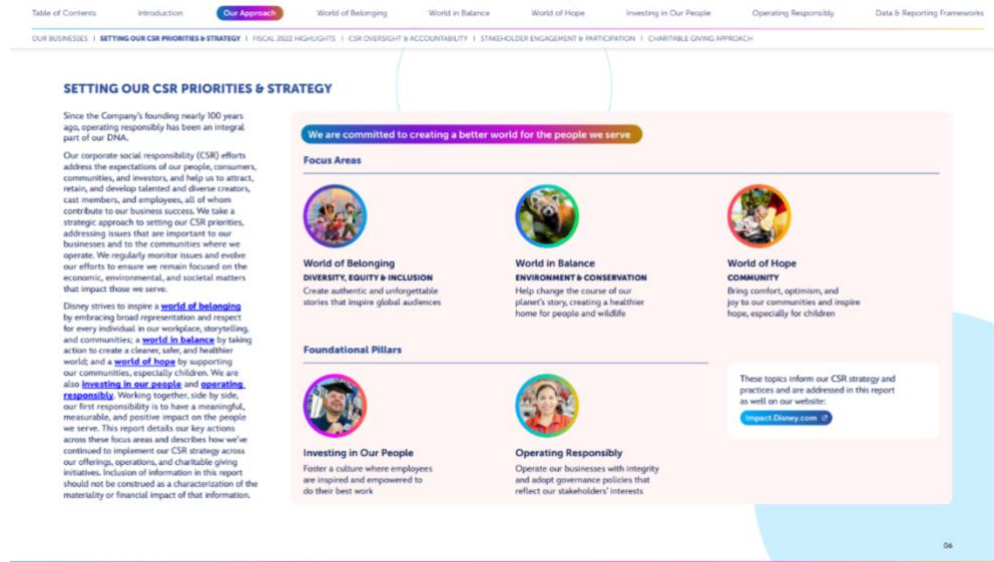 Table of Contents
Introduction
Our Approach
World of Belonging
World in Balance
World of Hope
Investing in Our People
Operating Responsibly
Data & Reporting Frameworks
OUR BUSINESSES | SETTING OUR CSR PRIORITIES & STRATEGY | FISCAL 2022 HIGHLIGHTS | CSR OVERSIGHT & ACCOUNTABILITY | STAKEHOLDER ENGAGEMENT & PARTICIPATION | CHARITABLE GIVING APPROACH
SETTING OUR CSR PRIORITIES & STRATEGY
Since the Company's founding nearly 100 years
ago, operating responsibly has been an integral
part of our DNA.
Our corporate social responsibility (CSR) efforts
address the expectations of our people, consumers,
communities, and investors, and help us to attract,
retain, and develop talented and diverse creators,
cast members, and employees, all of whom
contribute to our business success. We take a
strategic approach to setting our CSR priorities,
addressing issues that are important to our
businesses and to the communities where we
operate. We regularly monitor issues and evolve
our efforts to ensure we remain focused on the
economic, environmental, and societal matters
that impact those we serve.
Disney strives to inspire a world of belonging
by embracing broad representation and respect
for every individual in our workplace, storytelling,
and communities; a world in balance by taking
action to create a cleaner, safer, and healthier
world; and a world of hope by supporting
our communities, especially children. We are
also investing in our people and operating
responsibly. Working together, side by side,
our first responsibility is to have a meaningful,
measurable, and positive impact on the people
we serve. This report details our key actions
across these focus areas and describes how we've
continued to implement our CSR strategy across
our offerings, operations, and charitable giving
initiatives. Inclusion of information in this report
should not be construed as a characterization of the
materiality or financial impact of that information.
We are committed to creating a better world for the people we serve
Focus Areas
World of Belonging
DIVERSITY, EQUITY & INCLUSION
Create authentic and unforgettable
stories that inspire global audiences
World in Balance
ENVIRONMENT & CONSERVATION
Help change the course of our
planet's story, creating a healthier
home for people and wildlife
World of Hope
COMMUNITY
Bring comfort, optimism, and
joy to our communities and inspire
hope, especially for children
Foundational Pillars
Investing in Our People
Foster a culture where employees
are inspired and empowered to
do their best work
Operating Responsibly
Operate our businesses with integrity
and adopt governance policies that
reflect our stakeholders' interests
These topics inform our CSR strategy and
practices and are addressed in this report
as well on our website:
Impact.Disney.com
06